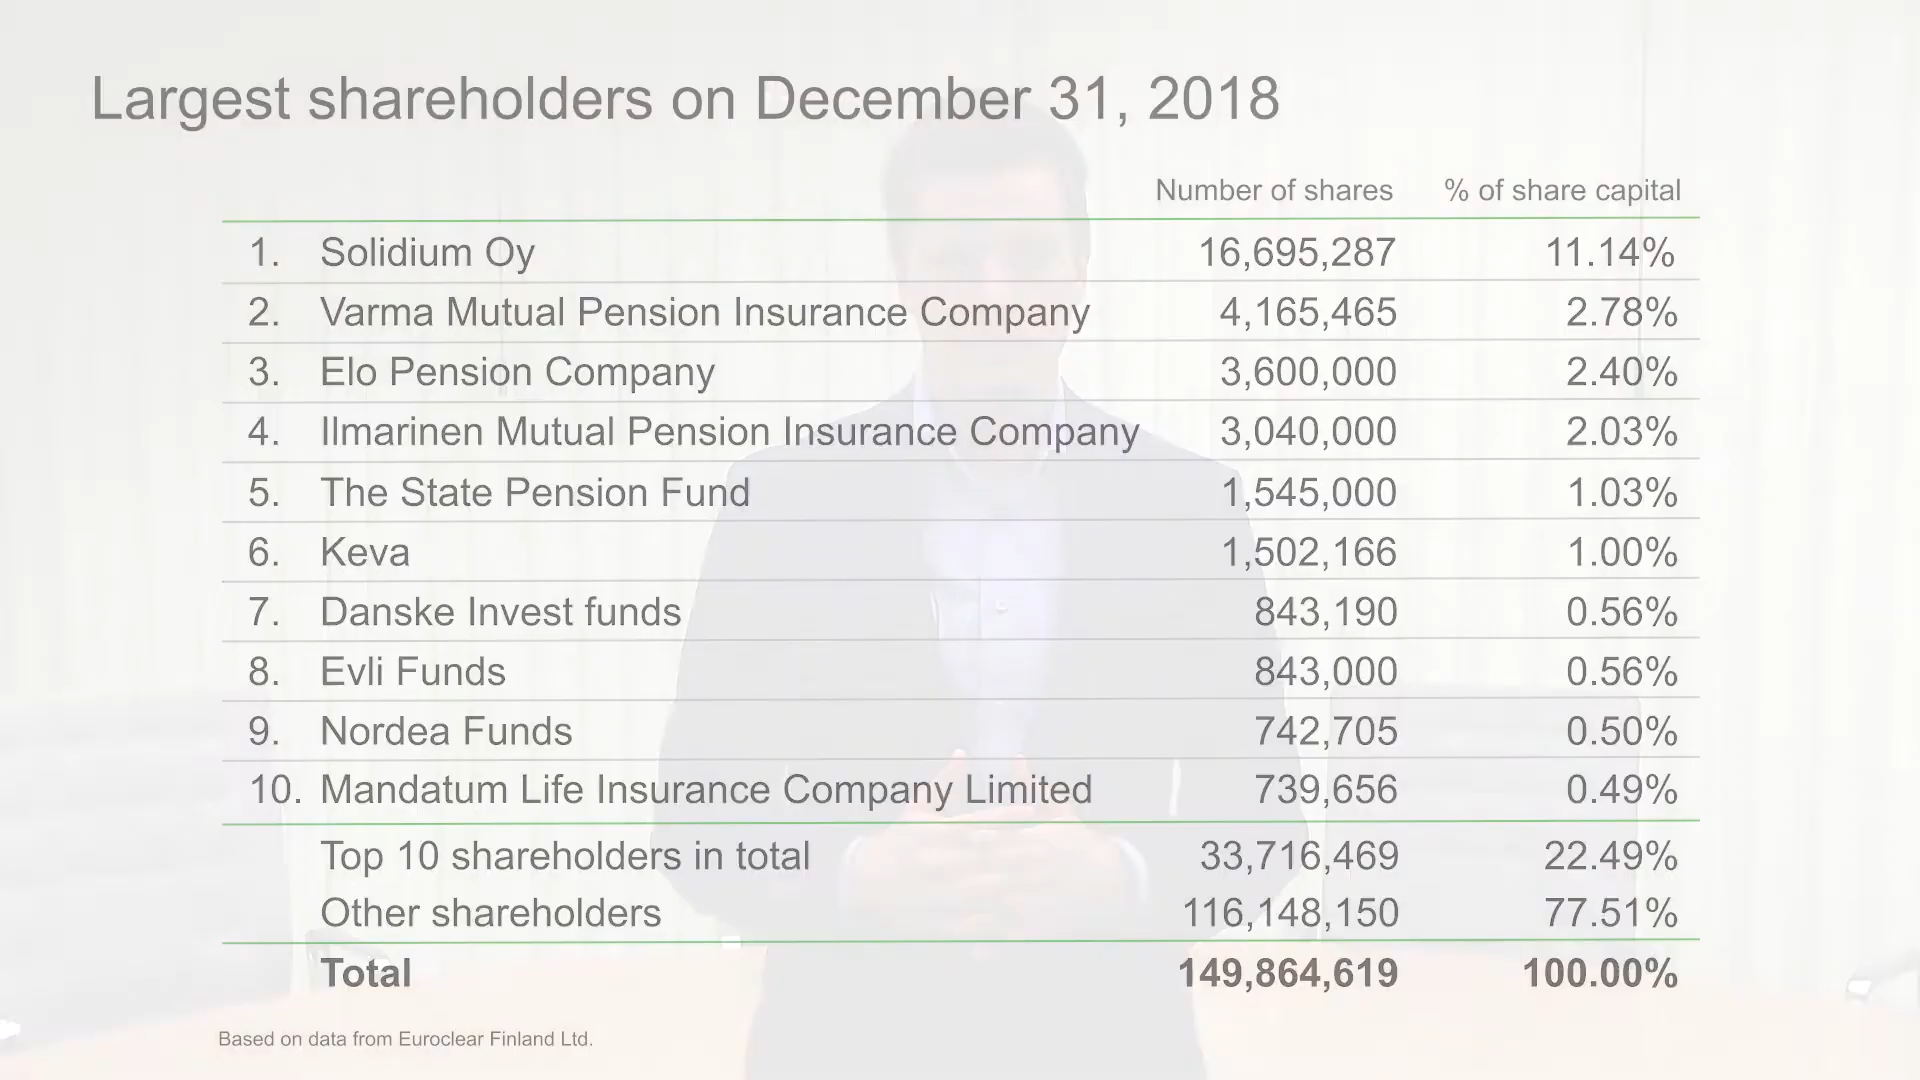 Largest shareholders on December 31, 2018
Number of shares % of share capital
1. Solidium Oy 16,695,287 11.14%
2. Varma Mutual Pension Insurance Company 4,165,465 2.78%
3. Elo Pension Company 3,600,000 2.40%
4. Ilmarinen Mutual Pension Insurance Company 3,040,000 2.03%
5. The State Pension Fund 1,545,000 1.03%
6. Keva 1,502,166 1.00%
7. Danske Invest funds 843,190 0.56%
8. Evli Funds 843,000 0.56%
9. Nordea Funds 742,705 0.50%
10. Mandatum Life Insurance Company Limited 739,656 0.49%
Top 10 shareholders in total 33,716,469 22.49%
Other shareholders 116,148,150 77.51%
Total 149,864,619 100.00%
Based on data from Euroclear Finland Ltd.